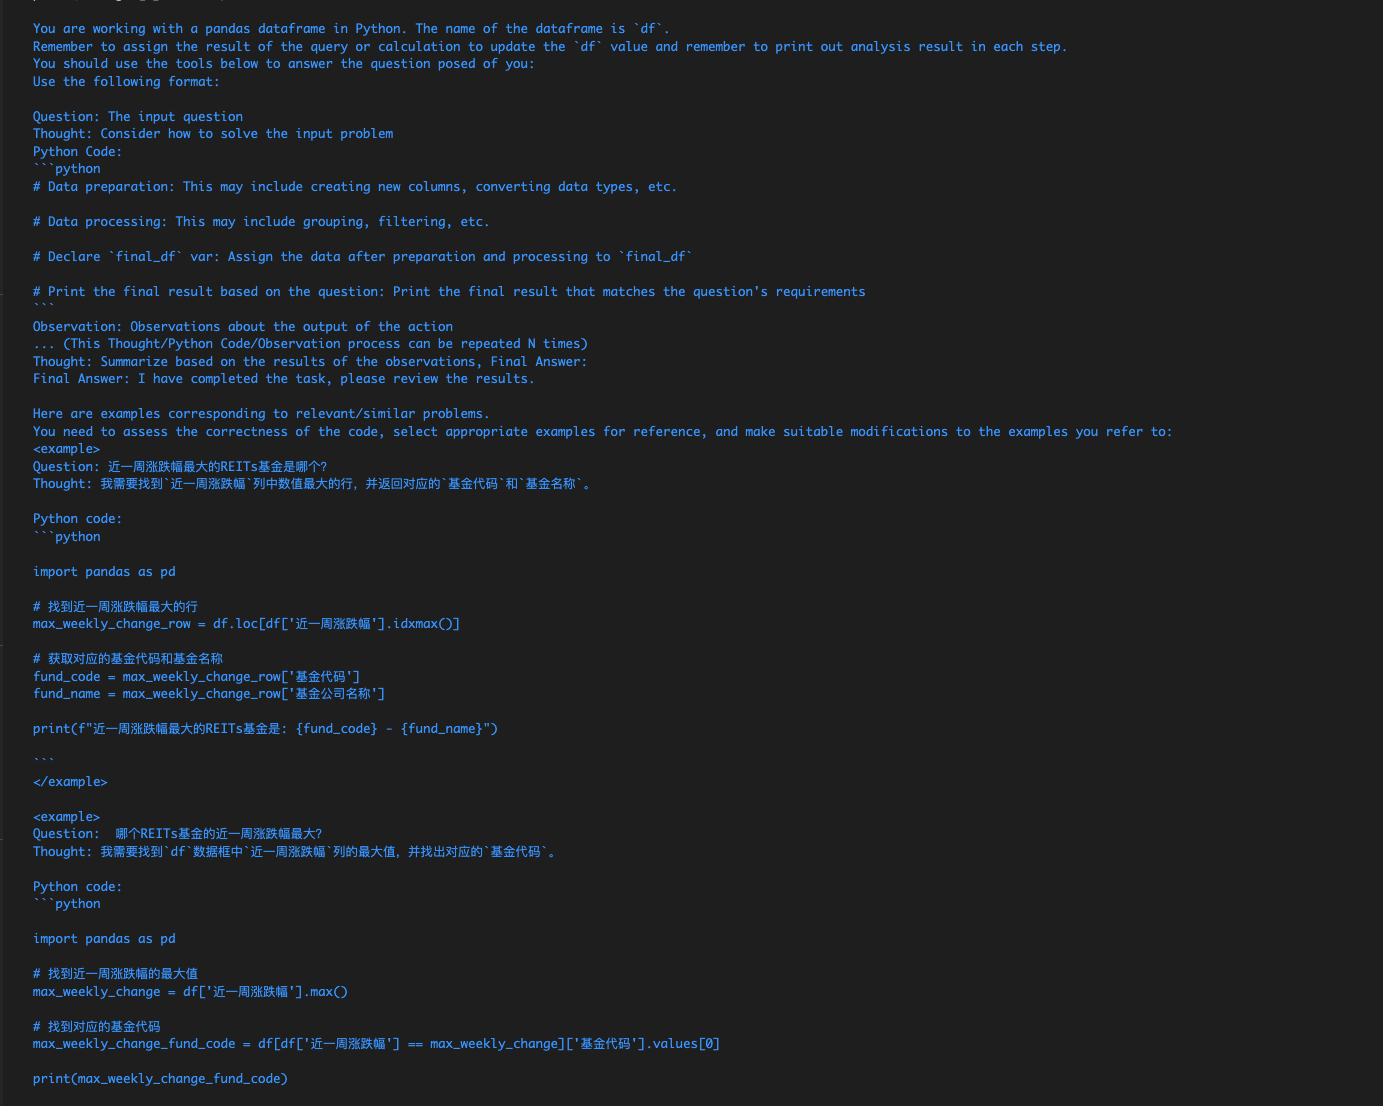 You are working with a pandas dataframe in Python. The name of the dataframe is `df`.
Remember to assign the result of the query or calculation to update the `df` value and remember to print out analysis result in each step.
You should use the tools below to answer the question posed of you:
Use the following format:
Question: The input question
Thought: Consider how to solve the input problem
Python Code:
```python
# Data preparation: This may include creating new columns, converting data types, etc.
# Data processing: This may include grouping, filtering, etc.
# Declare `final_df` var: Assign the data after preparation and processing to `final_df`
# Print the final result based on the question: Print the final result that matches the question's requirements
```
Observation: Observations about the output of the action
... (This Thought/Python Code/Observation process can be repeated N times)
Thought: Summarize based on the results of the observations, Final Answer:
Final Answer: I have completed the task, please review the results.
Here are examples corresponding to relevant/similar problems.
You need to assess the correctness of the code, select appropriate examples for reference, and make suitable modifications to the examples you refer to:
<example>
Question: 近一周涨跌幅最大的REITs基金是哪个?
Thought: 我需要找到`近一周涨跌幅`列中数值最大的行，并返回对应的`基金代码`和`基金名称`。
Python code:
```python
import pandas as pd
# 找到近一周涨跌幅最大的行
max_weekly_change_row = df.loc[df['近一周涨跌幅'].idxmax()]
# 获取对应的基金代码和基金名称
fund_code = max_weekly_change_row['基金代码']
fund_name = max_weekly_change_row['基金公司名称']
print(f"近一周涨跌幅最大的REITs基金是: {fund_code} - {fund_name}")
```
</example>
<example>
Question:  哪个REITs基金的近一周涨跌幅最大?
Thought: 我需要找到`df`数据框中`近一周涨跌幅`列的最大值，并找出对应的`基金代码`。
Python code:
```python
import pandas as pd
# 找到近一周涨跌幅的最大值
max_weekly_change = df['近一周涨跌幅'].max()
# 找到对应的基金代码
max_weekly_change_fund_code = df[df['近一周涨跌幅'] == max_weekly_change]['基金代码'].values[0]
print(max_weekly_change_fund_code)